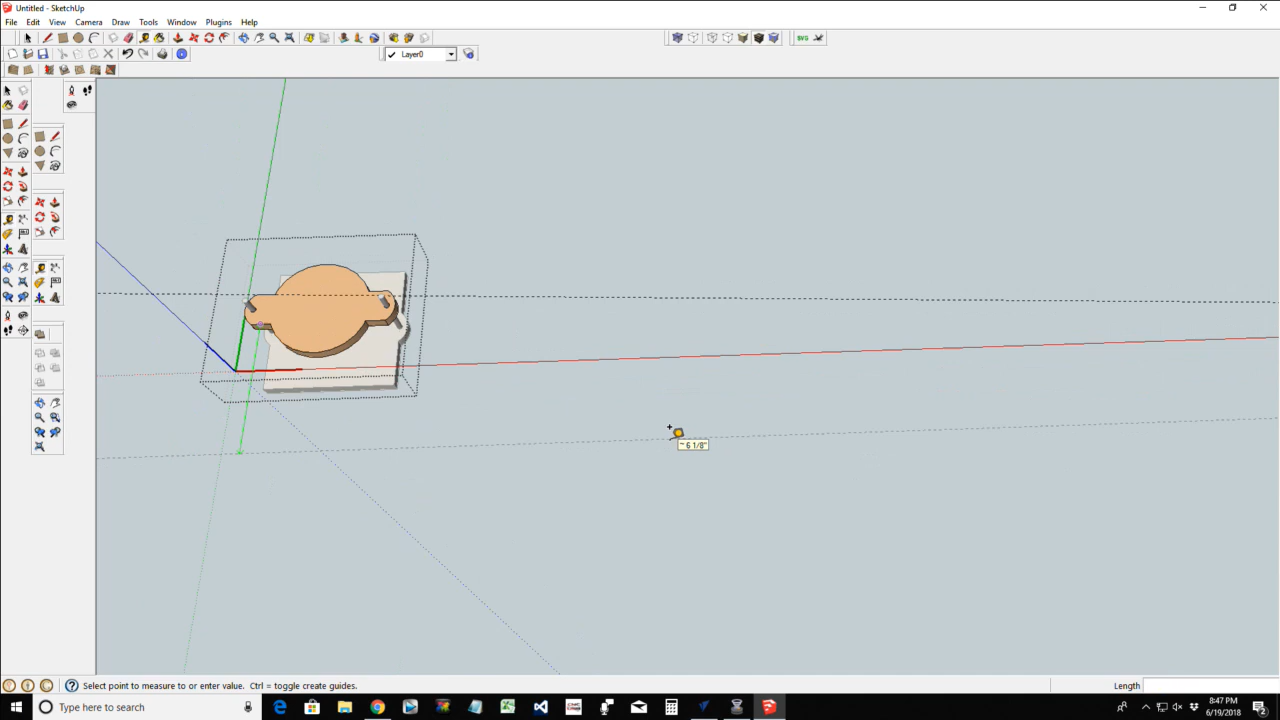 Untitled - SketchUp
File Edit View Camera Draw Tools Window Plugins Help
SVG
Layer0
~ 6 1/8"
Select point to measure to or enter value. Ctrl = toggle create guides.
Length
Type here to search
8:47 PM
6/19/2018